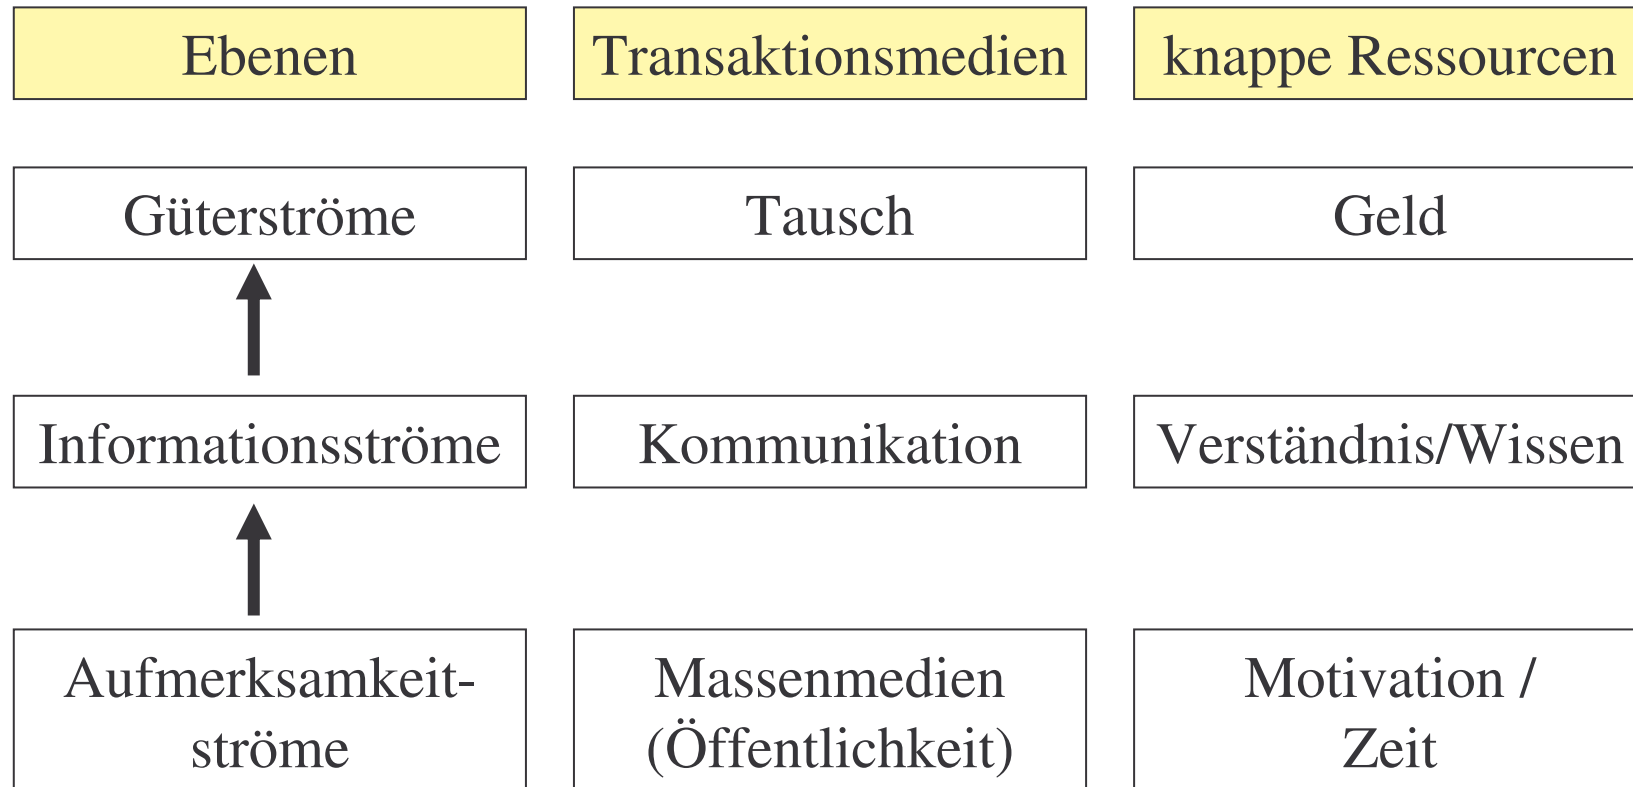 Ebenen
Transaktionsmedien
knappe Ressourcen
Güterströme
Tausch
Geld
Informationsströme
Kommunikation
Verständnis/Wissen
Aufmerksamkeit-
ströme
Massenmedien
(Öffentlichkeit)
Motivation /
Zeit